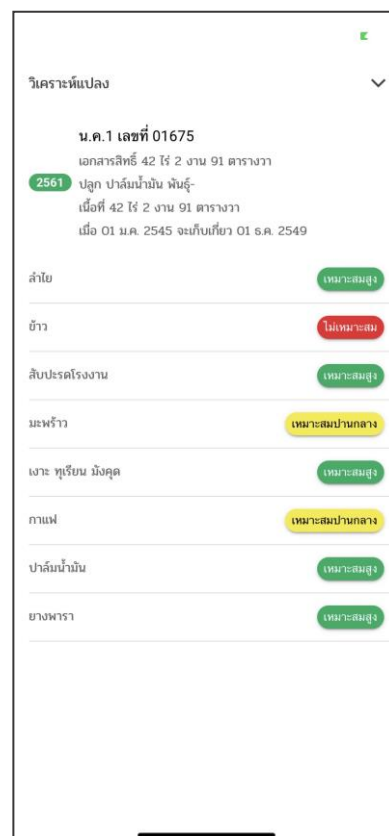 วิเคราะห์แปลง
น.ค.1 เลขที่ 01675
เอกสารสิทธิ์ 42 ไร่ 2 งาน 91 ตารางวา
2561 ปลูก ปาล์มน้ำมัน พันธุ์-
เนื้อที่ 42 ไร่ 2 งาน 91 ตารางวา
เมื่อ 01 ม.ค. 2545 จะเก็บเกี่ยว 01 ธ.ค. 2549
ลำไย เหมาะสมสูง
ข้าว ไม่เหมาะสม
สับปะรดโรงงาน เหมาะสมสูง
มะพร้าว เหมาะสมปานกลาง
เงาะ ทุเรียน มังคุด เหมาะสมสูง
กาแฟ เหมาะสมปานกลาง
ปาล์มน้ำมัน เหมาะสมสูง
ยางพารา เหมาะสมสูง